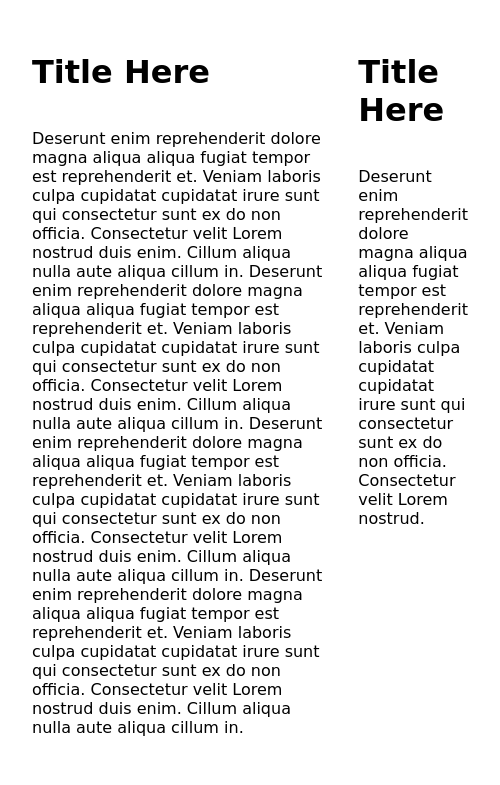 Title Here
Deserunt enim reprehenderit dolore
magna aliqua aliqua fugiat tempor
est reprehenderit et. Veniam laboris
culpa cupidatat cupidatat irure sunt
qui consectetur sunt ex do non
officia. Consectetur velit Lorem
nostrud duis enim. Cillum aliqua
nulla aute aliqua cillum in. Deserunt
enim reprehenderit dolore magna
aliqua aliqua fugiat tempor est
reprehenderit et. Veniam laboris
culpa cupidatat cupidatat irure sunt
qui consectetur sunt ex do non
officia. Consectetur velit Lorem
nostrud duis enim. Cillum aliqua
nulla aute aliqua cillum in. Deserunt
enim reprehenderit dolore magna
aliqua aliqua fugiat tempor est
reprehenderit et. Veniam laboris
culpa cupidatat cupidatat irure sunt
qui consectetur sunt ex do non
officia. Consectetur velit Lorem
nostrud duis enim. Cillum aliqua
nulla aute aliqua cillum in. Deserunt
enim reprehenderit dolore magna
aliqua aliqua fugiat tempor est
reprehenderit et. Veniam laboris
culpa cupidatat cupidatat irure sunt
qui consectetur sunt ex do non
officia. Consectetur velit Lorem
nostrud duis enim. Cillum aliqua
nulla aute aliqua cillum in.
Title
Here
Deserunt
enim
reprehenderit
dolore
magna aliqua
aliqua fugiat
tempor est
reprehenderit
et. Veniam
laboris culpa
cupidatat
cupidatat
irure sunt qui
consectetur
sunt ex do
non officia.
Consectetur
velit Lorem
nostrud.